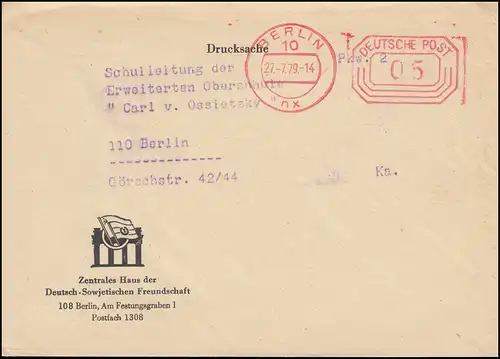 Drucksache
BERLIN
10
27.-7.79.-14
nx
DEUTSCHE POST
05
Schulleitung der
Erweiterten Oberschule
" Carl v. Ossietzky "
110 Berlin
Görschstr. 42/44
Ka.
Zentrales Haus der
Deutsch-Sowjetischen Freundschaft
108 Berlin, Am Festungsgraben 1
Postfach 1308